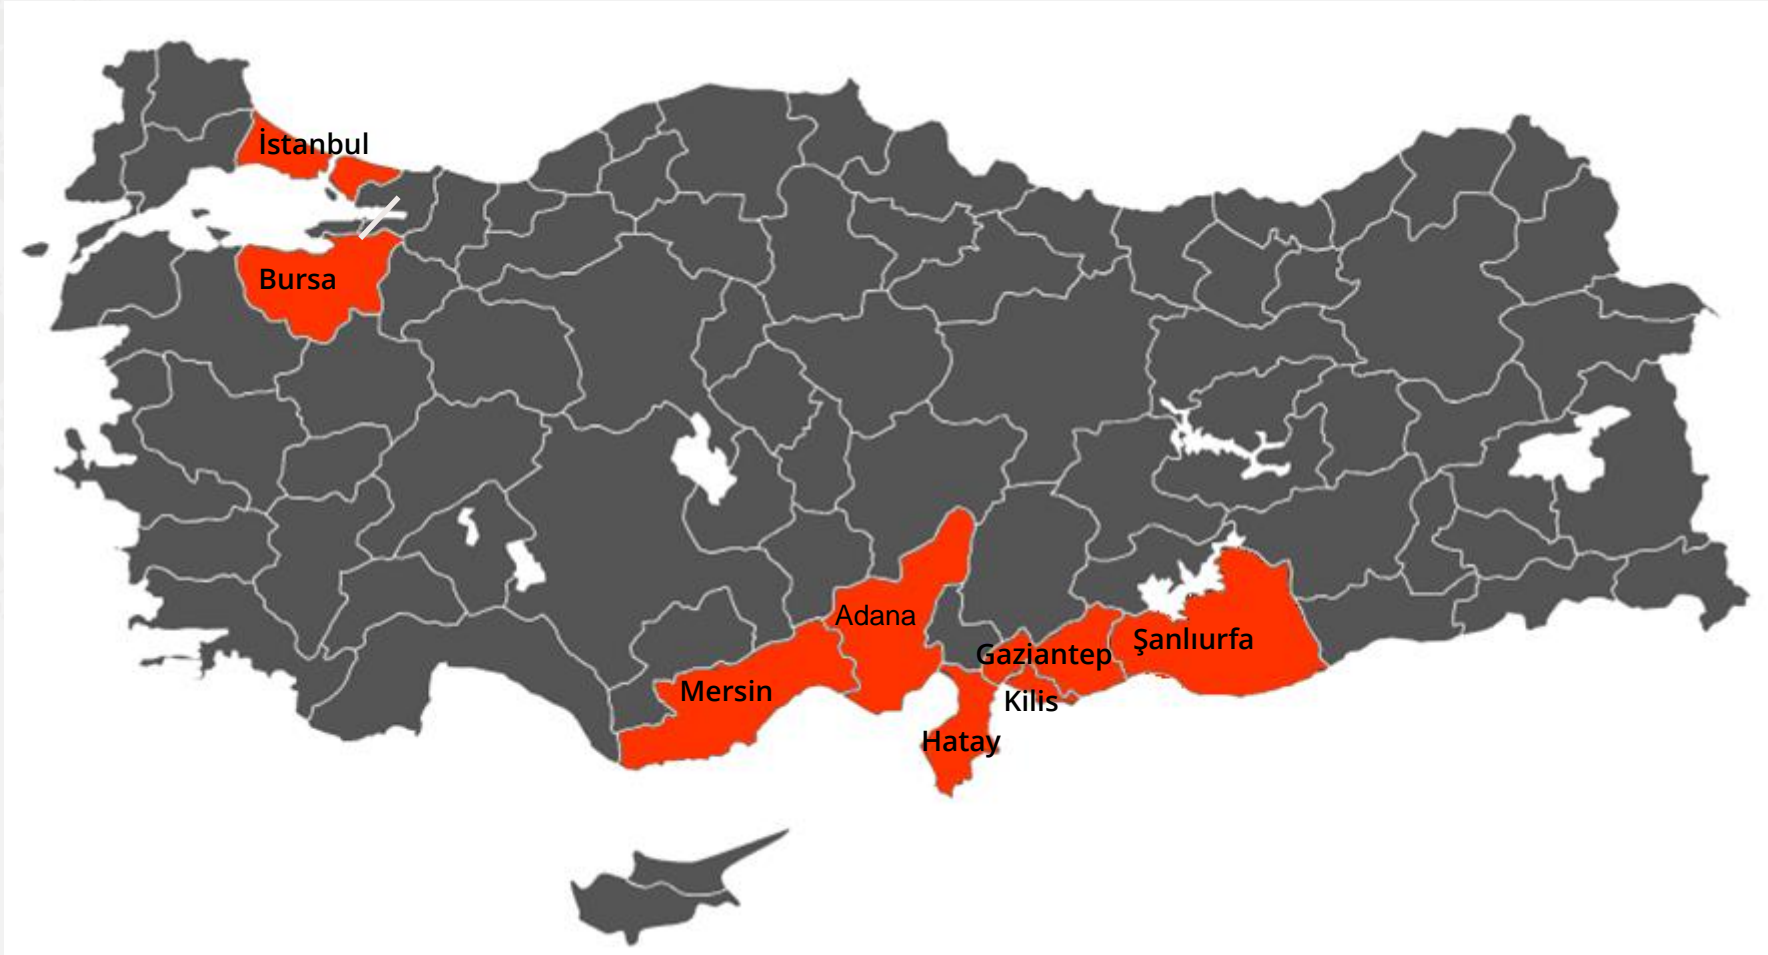 İstanbul
Bursa
Adana
Şanlıurfa
Gaziantep
Mersin
Kilis
Hatay